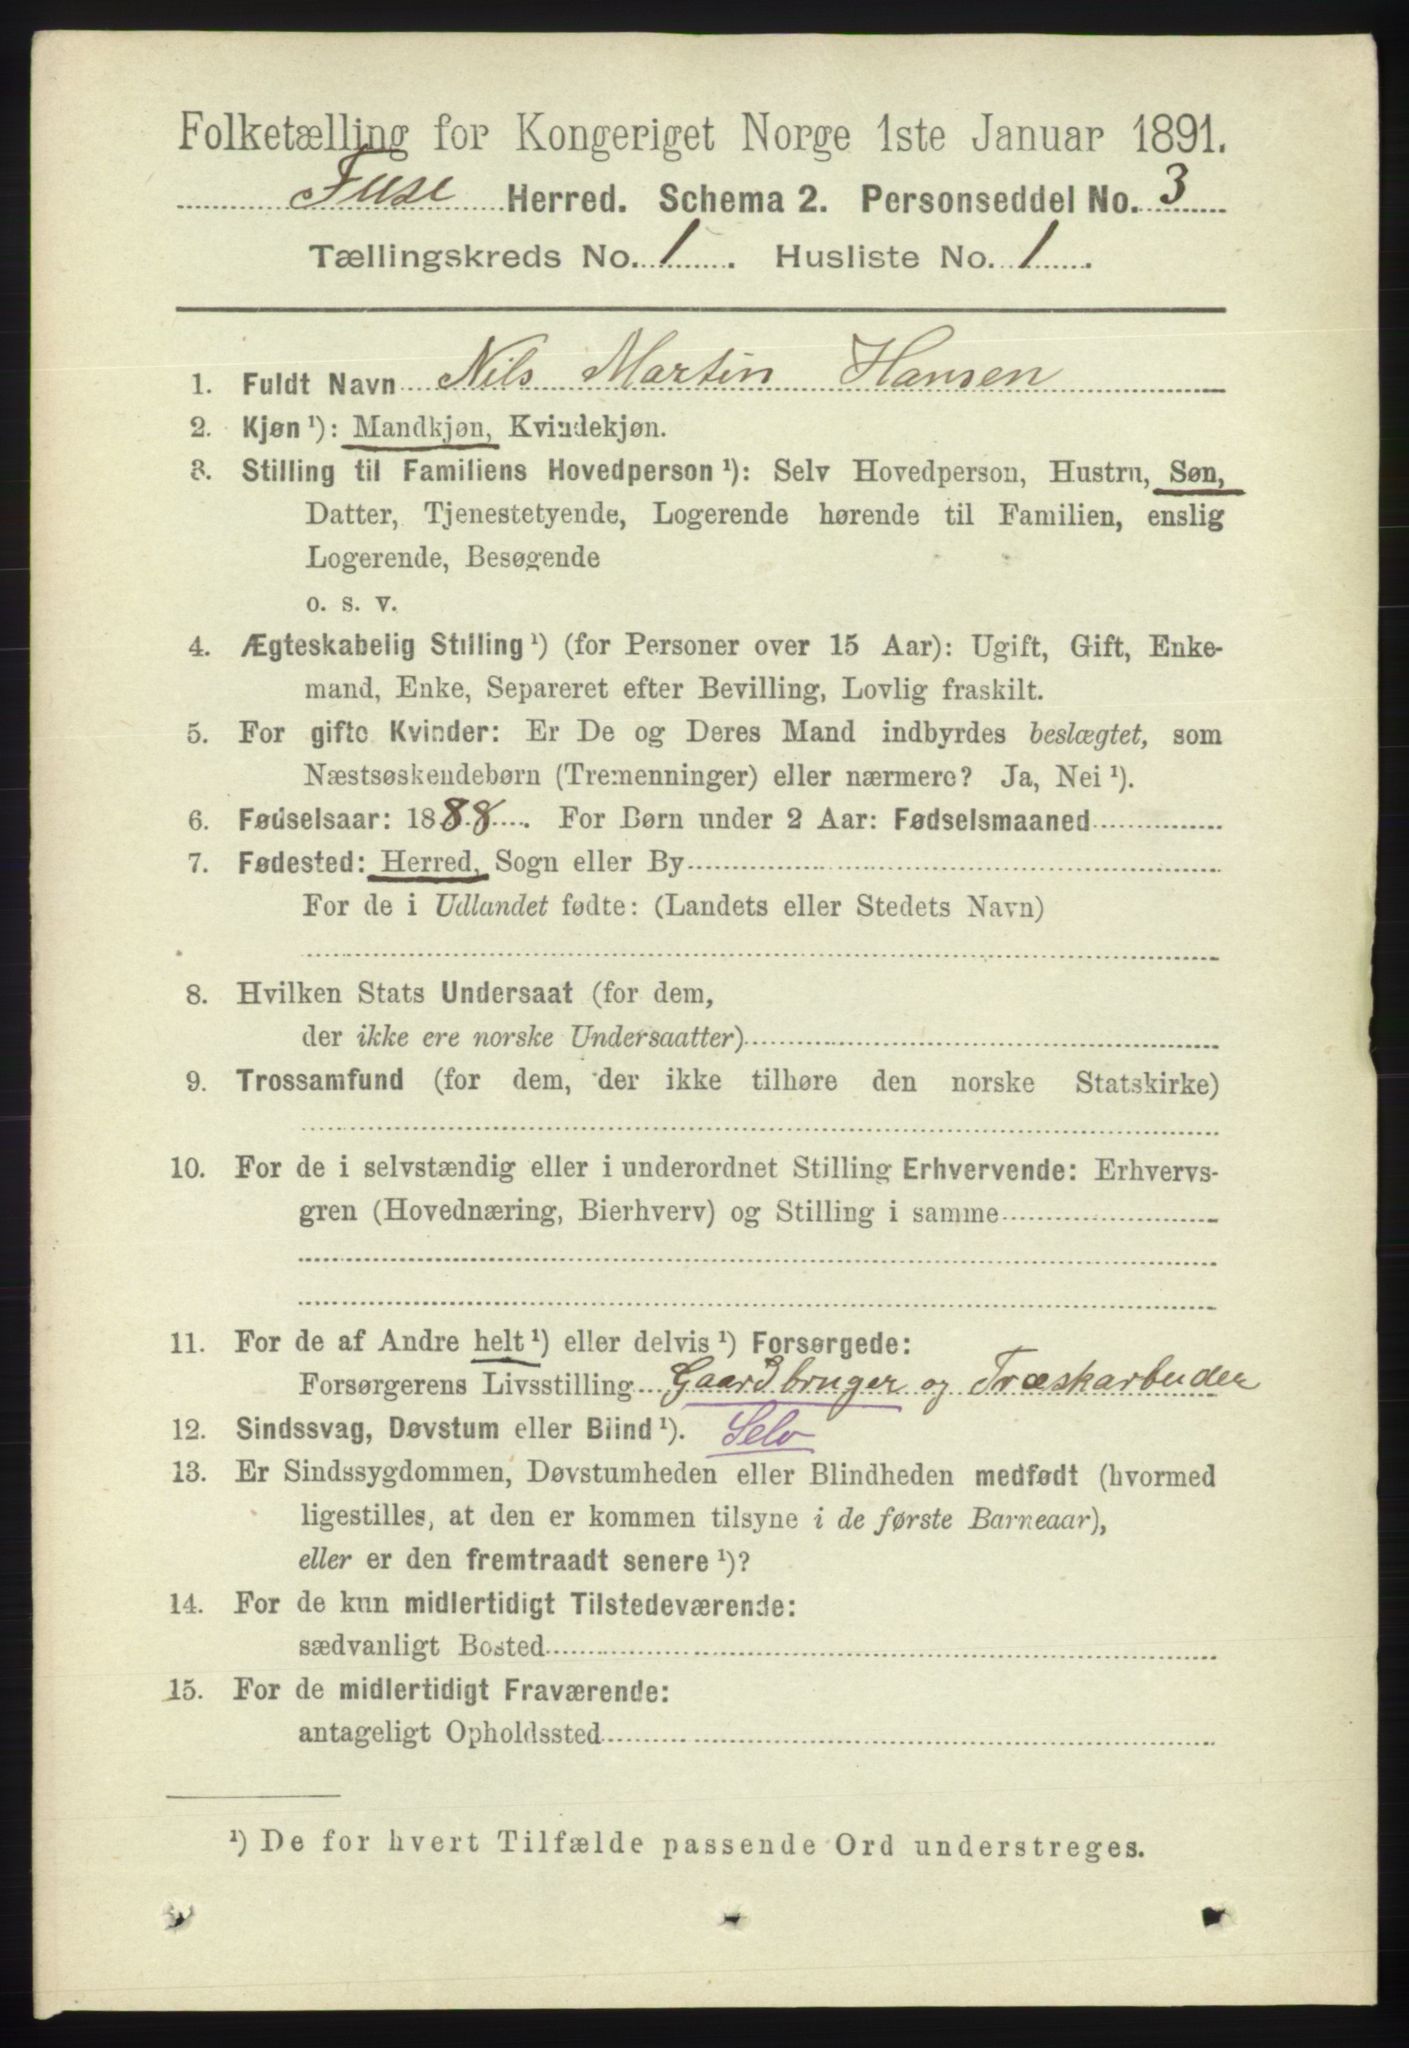 Folketælling for Kongeriget Norge 1ste Januar 1891.
Fuse Herred. Schema 2. Personseddel No. 3
Tællingskreds No. 1. Husliste No. 1.
1. Fuldt Navn Nils Martin Hansen
2. Kjøn ¹): Mandkjøn, Kvindekjøn.
3. Stilling til Familiens Hovedperson ¹): Selv Hovedperson, Hustru, Søn,
Datter, Tjenestetyende, Logerende hørende til Familien, enslig
Logerende, Besøgende
o. s. v.
4. Ægteskabelig Stilling ¹) (for Personer over 15 Aar): Ugift, Gift, Enke-
mand, Enke, Separeret efter Bevilling, Lovlig fraskilt.
5. For gifte Kvinder: Er De og Deres Mand indbyrdes beslægtet, som
Næstsøskendebørn (Tremenninger) eller nærmere? Ja, Nei ¹).
6. Fødselsaar: 1888. For Børn under 2 Aar: Fødselsmaaned
7. Fødested: Herred, Sogn eller By
For de i Udlandet fødte: (Landets eller Stedets Navn)
8. Hvilken Stats Undersaat (for dem,
der ikke ere norske Undersaatter)
9. Trossamfund (for dem, der ikke tilhøre den norske Statskirke)
10. For de i selvstændig eller i underordnet Stilling Erhvervende: Erhvervs-
gren (Hovednæring, Bierhverv) og Stilling i samme
11. For de af Andre helt ¹) eller delvis ¹) Forsørgede:
Forsørgerens Livsstilling Gaardbruger og Træskarbeider
12. Sindssvag, Døvstum eller Blind ¹). Selv
13. Er Sindssygdommen, Døvstumheden eller Blindheden medfødt (hvormed
ligestilles, at den er kommen tilsyne i de første Barneaar),
eller er den fremtraadt senere ¹)?
14. For de kun midlertidigt Tilstedeværende:
sædvanligt Bosted
15. For de midlertidigt Fraværende:
antageligt Opholdssted
¹) De for hvert Tilfælde passende Ord understreges.